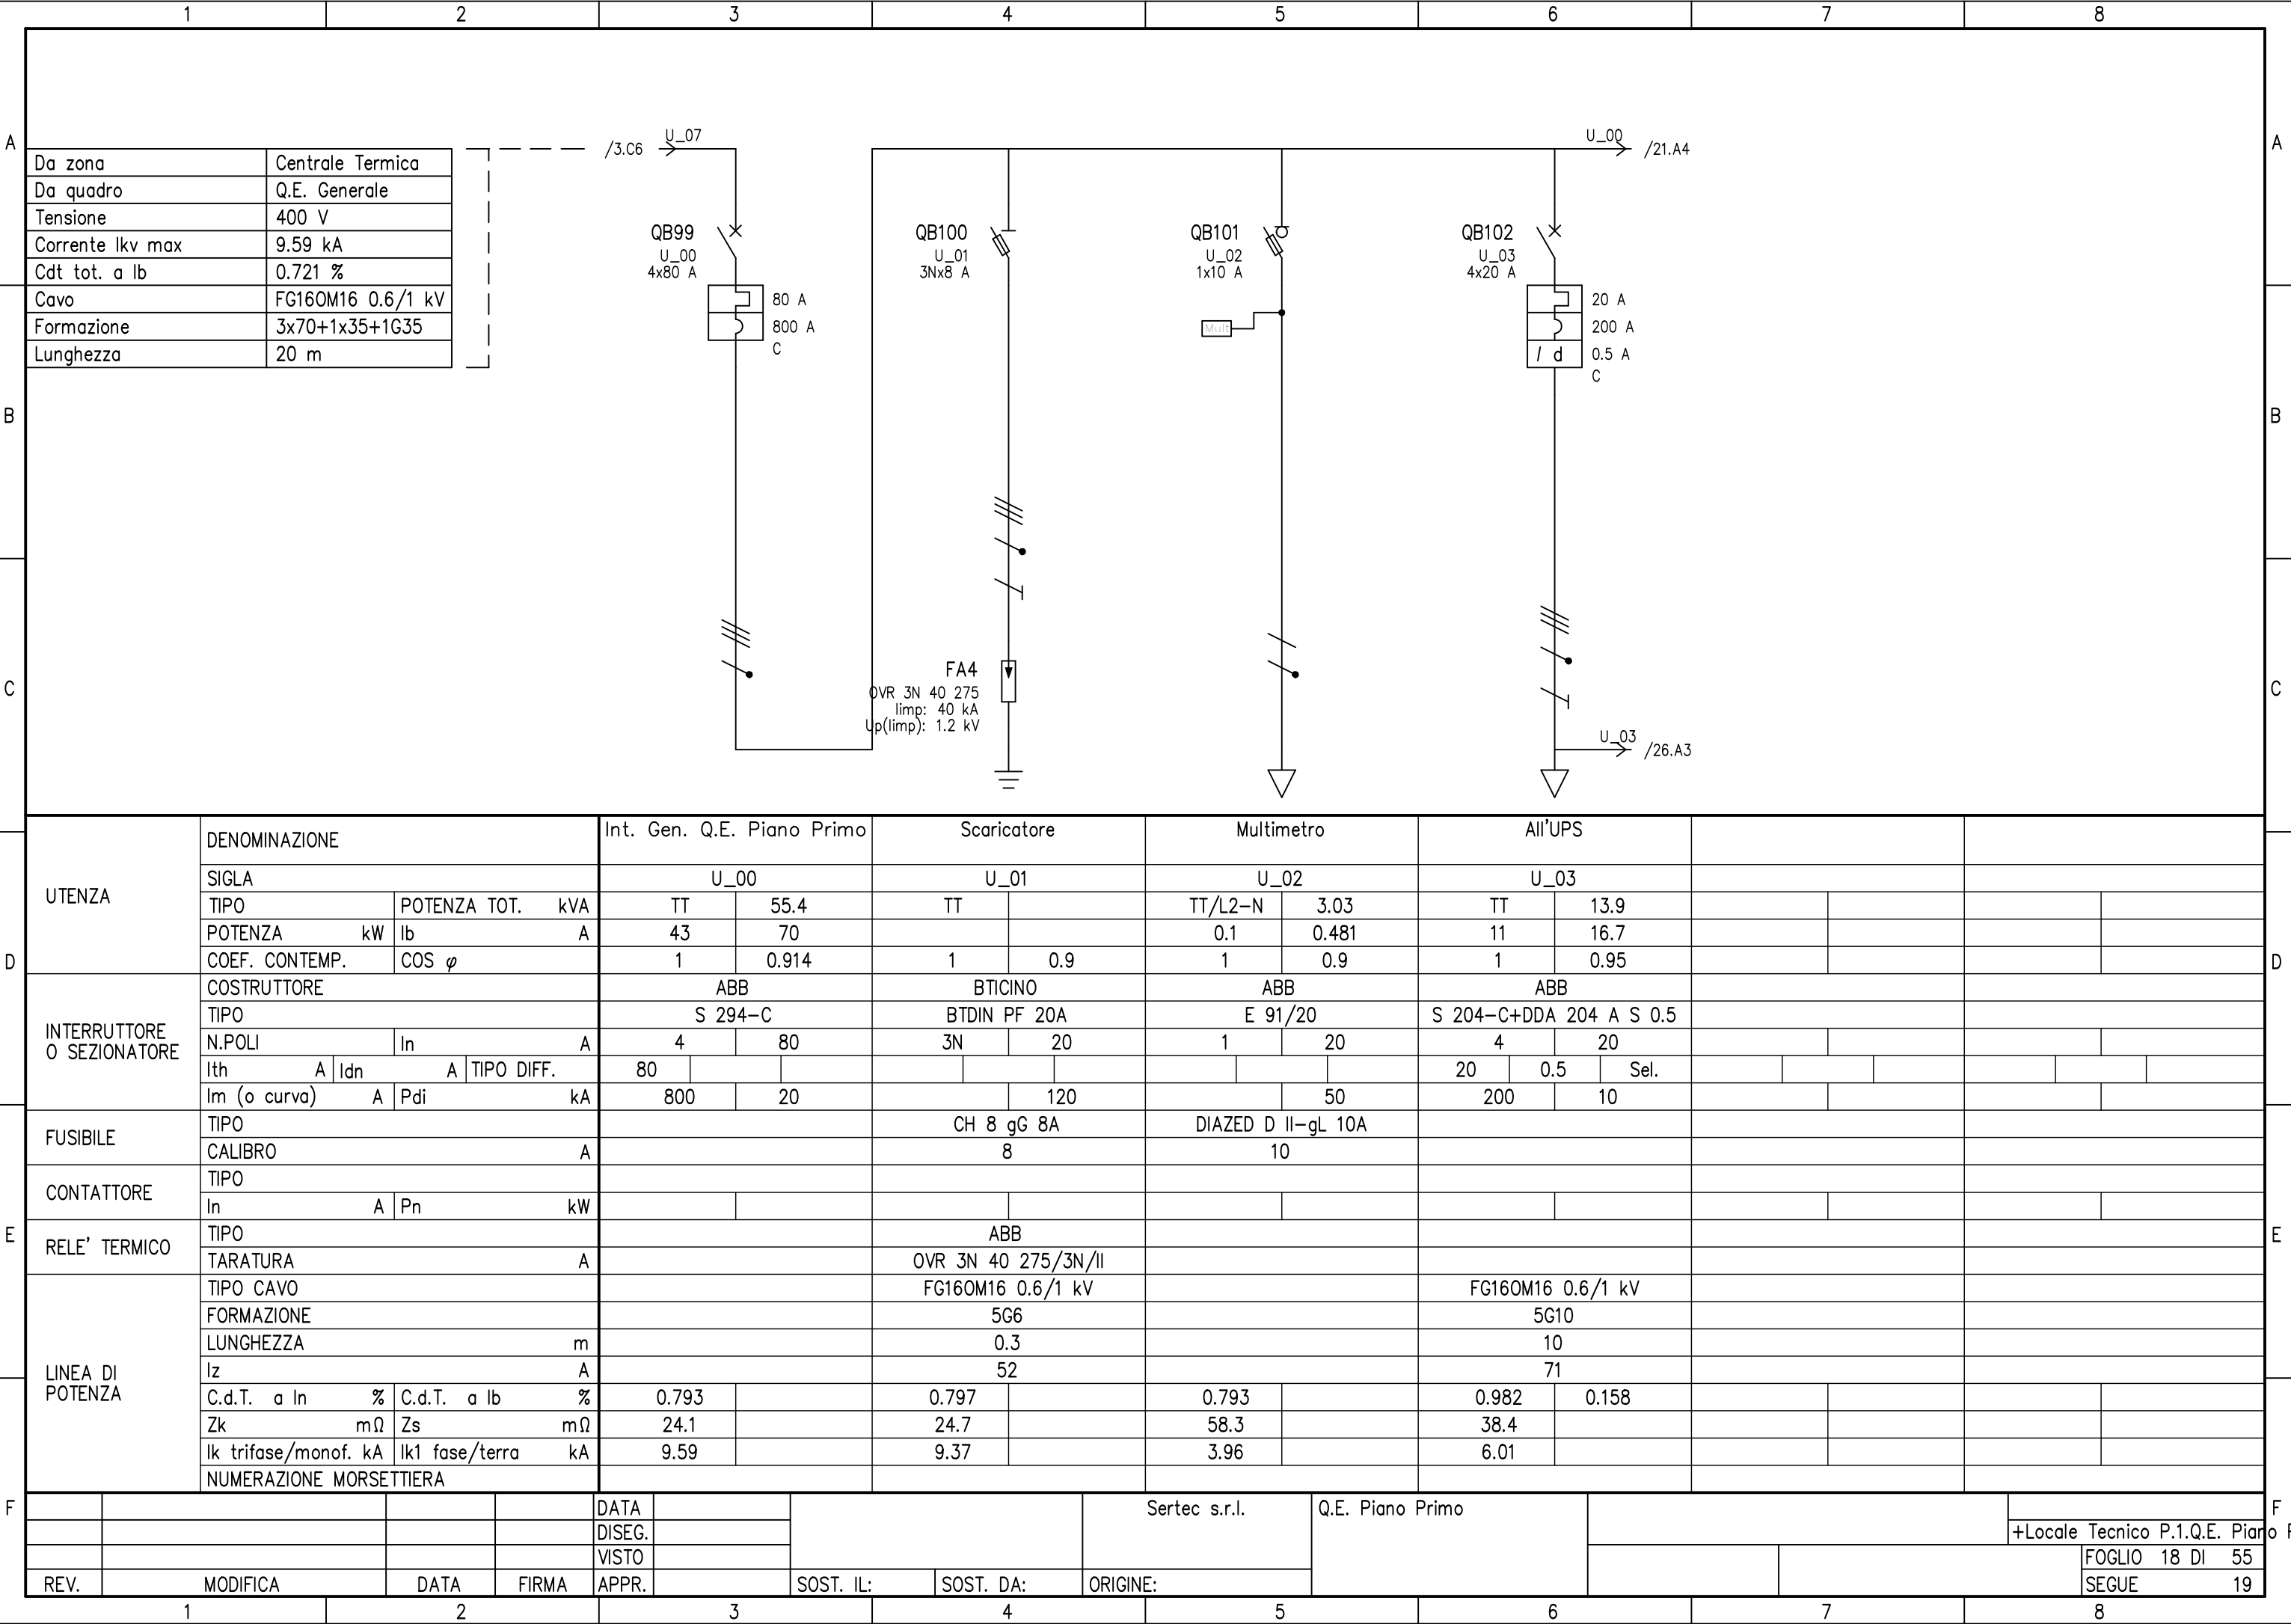 1 2 3 4 5 6 7 8
A A
Da zona Centrale Termica
Da quadro Q.E. Generale
Tensione 400 V
Corrente Ikv max 9.59 kA
Cdt tot. a Ib 0.721 %
Cavo FG16OM16 0.6/1 kV
Formazione 3x70+1x35+1G35
Lunghezza 20 m
/3.C6 U_07
U_00 /21.A4
QB99
U_00
4x80 A
80 A
800 A
C
QB100
U_01
3Nx8 A
QB101
U_02
1x10 A
Mult
QB102
U_03
4x20 A
20 A
200 A
I d 0.5 A
C
B B
FA4
OVR 3N 40 275
Iimp: 40 kA
Up(Iimp): 1.2 kV
C C
U_03 /26.A3
UTENZA
DENOMINAZIONE Int. Gen. Q.E. Piano Primo Scaricatore Multimetro All'UPS
SIGLA U_00 U_01 U_02 U_03
TIPO POTENZA TOT. kVA TT 55.4 TT TT/L2-N 3.03 TT 13.9
POTENZA kW Ib A 43 70 0.1 0.481 11 16.7
COEF. CONTEMP. COS φ 1 0.914 1 0.9 1 0.9 1 0.95
D D
INTERRUTTORE
O SEZIONATORE
COSTRUTTORE ABB BTICINO ABB ABB
TIPO S 294-C BTDIN PF 20A E 91/20 S 204-C+DDA 204 A S 0.5
N.POLI In A 4 80 3N 20 1 20 4 20
Ith A Idn A TIPO DIFF. 80 20 0.5 Sel.
Im (o curva) A Pdi kA 800 20 120 50 200 10
FUSIBILE
TIPO CH 8 gG 8A DIAZED D II-gL 10A
CALIBRO A 8 10
CONTATTORE
TIPO
In A Pn kW
E E
RELE' TERMICO
TIPO ABB
TARATURA A OVR 3N 40 275/3N/II
LINEA DI
POTENZA
TIPO CAVO FG16OM16 0.6/1 kV FG16OM16 0.6/1 kV
FORMAZIONE 5G6 5G10
LUNGHEZZA m 0.3 10
Iz A 52 71
C.d.T. a In % C.d.T. a Ib % 0.793 0.797 0.793 0.982 0.158
Zk mΩ Zs mΩ 24.1 24.7 58.3 38.4
Ik trifase/monof. kA Ik1 fase/terra kA 9.59 9.37 3.96 6.01
NUMERAZIONE MORSETTIERA
F F
DATA Sertec s.r.l. Q.E. Piano Primo
DISEG. +Locale Tecnico P.1.Q.E. Piano P
VISTO FOGLIO 18 DI 55
REV. MODIFICA DATA FIRMA APPR. SOST. IL: SOST. DA: ORIGINE: SEGUE 19
1 2 3 4 5 6 7 8